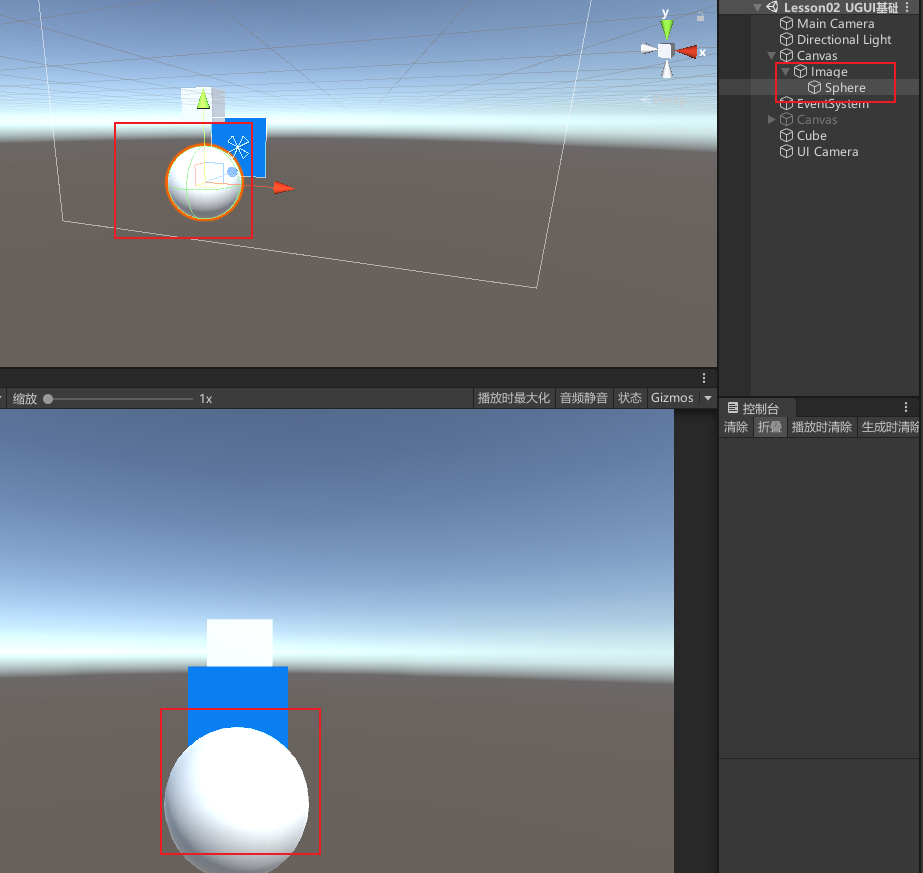 y
x
Lesson02 UGUI基础
Main Camera
Directional Light
Canvas
Image
Sphere
EventSystem
Canvas
Cube
UI Camera
缩放
1x
播放时最大化
音频静音
状态
Gizmos
控制台
清除
折叠
播放时清除
生成时清除